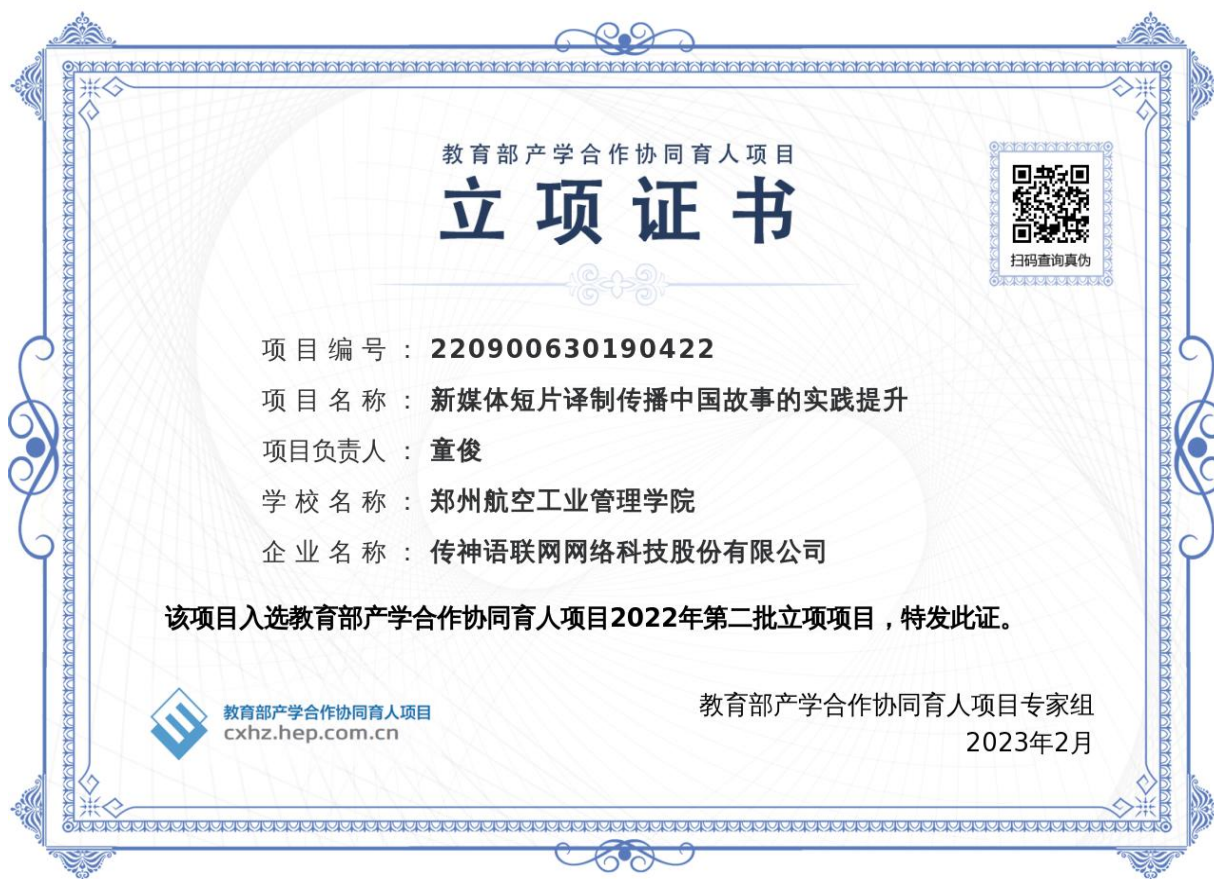 教育部产学合作协同育人项目
立项证书
扫码查询真伪
项目编号：220900630190422
项目名称：新媒体短片译制传播中国故事的实践提升
项目负责人：童俊
学校名称：郑州航空工业管理学院
企业名称：传神语联网网络科技股份有限公司
该项目入选教育部产学合作协同育人项目2022年第二批立项项目，特发此证。
教育部产学合作协同育人项目
cxhz.hep.com.cn
教育部产学合作协同育人项目专家组
2023年2月